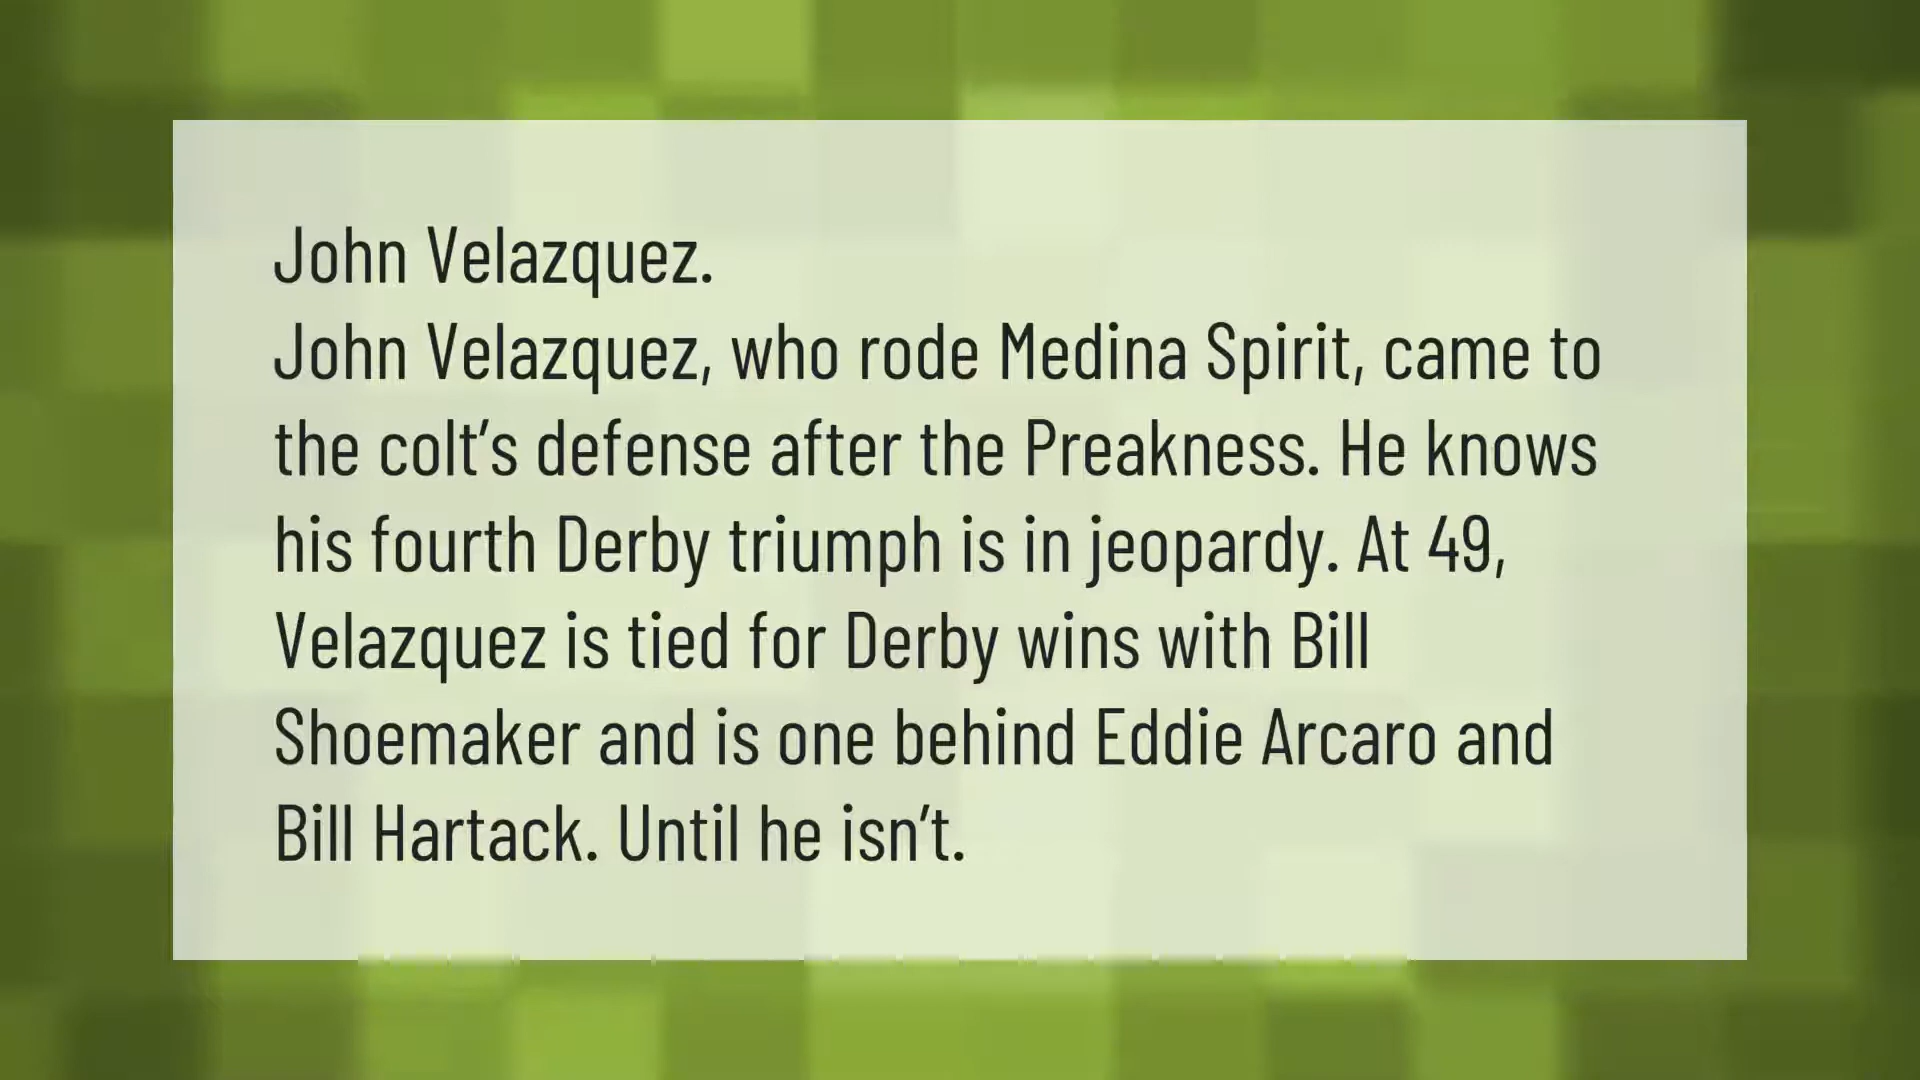 John Velazquez.
John Velazquez, who rode Medina Spirit, came to
the colt’s defense after the Preakness. He knows
his fourth Derby triumph is in jeopardy. At 49,
Velazquez is tied for Derby wins with Bill
Shoemaker and is one behind Eddie Arcaro and
Bill Hartack. Until he isn’t.